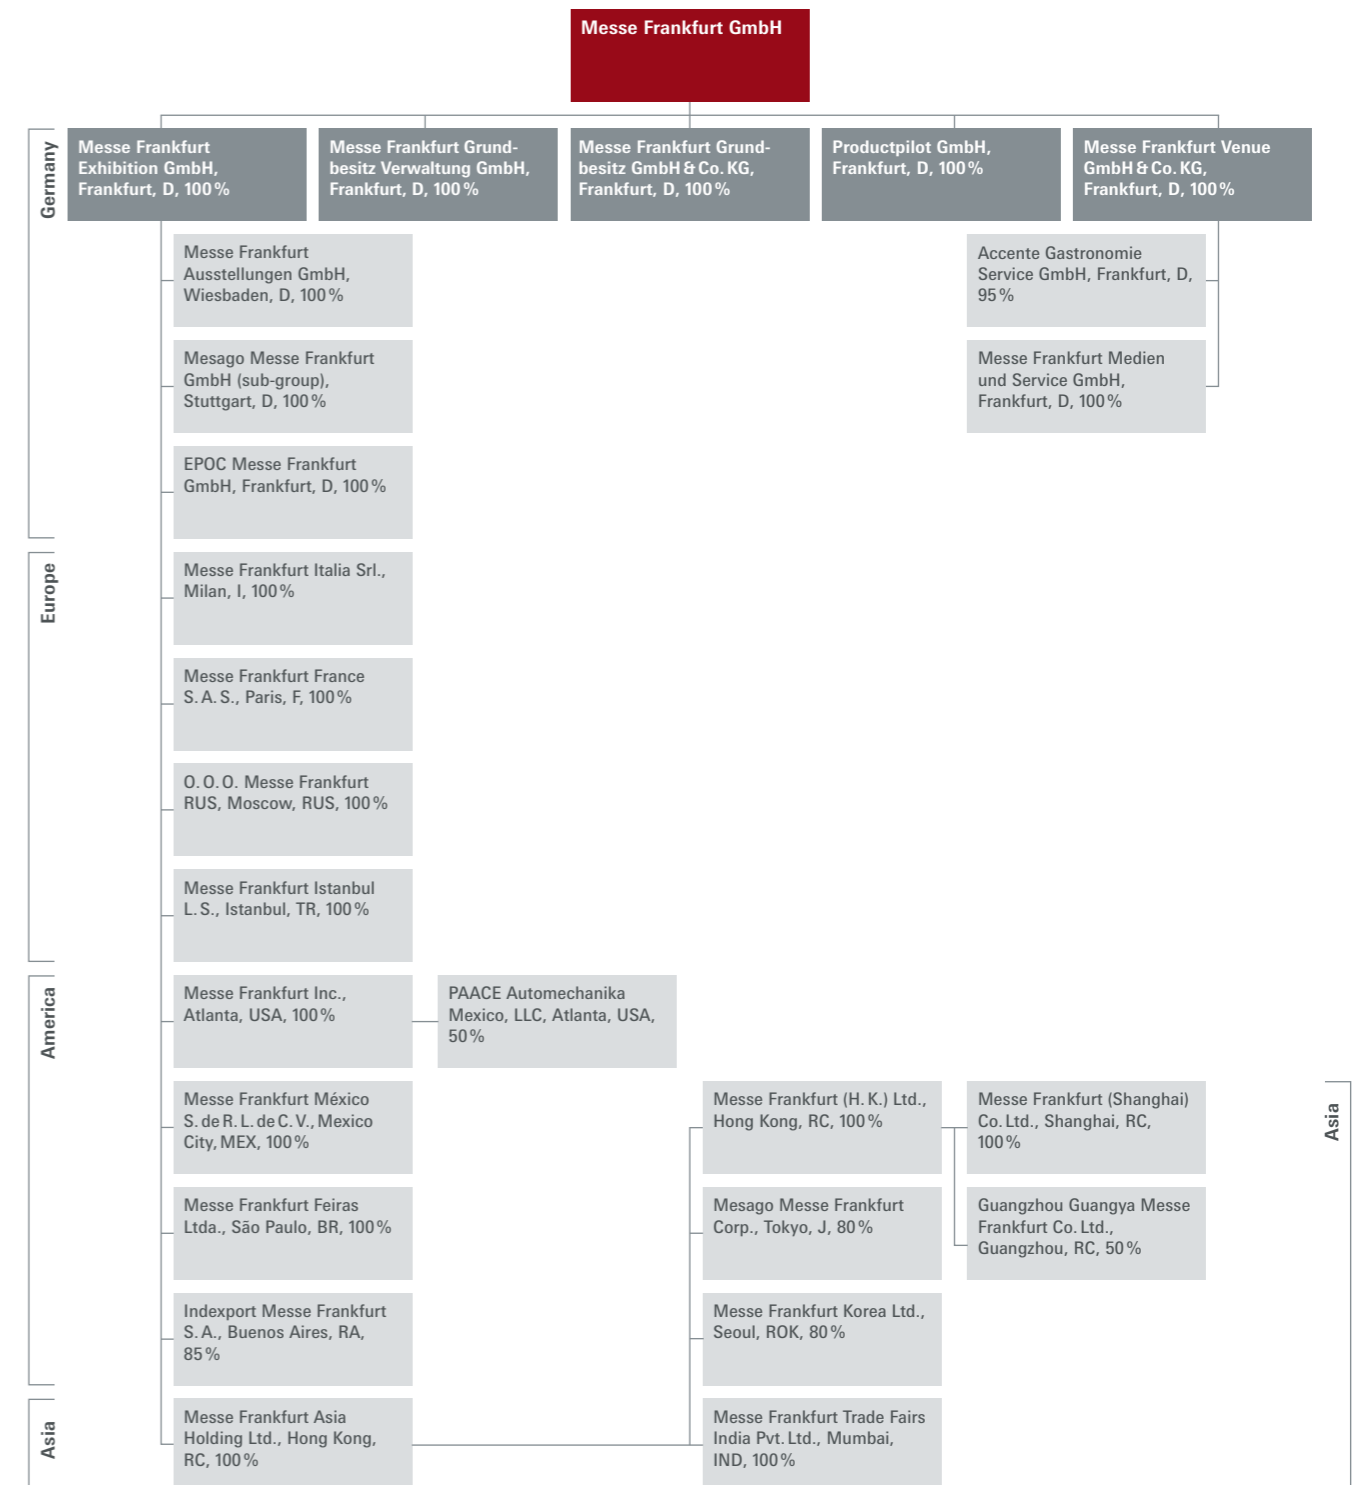 Messe Frankfurt GmbH
Germany
Messe Frankfurt
Exhibition GmbH,
Frankfurt, D, 100 %
Messe Frankfurt Grund-
besitz Verwaltung GmbH,
Frankfurt, D, 100 %
Messe Frankfurt Grund-
besitz GmbH & Co. KG,
Frankfurt, D, 100 %
Productpilot GmbH,
Frankfurt, D, 100 %
Messe Frankfurt Venue
GmbH & Co. KG,
Frankfurt, D, 100 %
Messe Frankfurt
Ausstellungen GmbH,
Wiesbaden, D, 100 %
Accente Gastronomie
Service GmbH, Frankfurt, D,
95 %
Mesago Messe Frankfurt
GmbH (sub-group),
Stuttgart, D, 100 %
Messe Frankfurt Medien
und Service GmbH,
Frankfurt, D, 100 %
EPOC Messe Frankfurt
GmbH, Frankfurt, D, 100 %
Europe
Messe Frankfurt Italia Srl.,
Milan, I, 100 %
Messe Frankfurt France
S. A. S., Paris, F, 100 %
O. O. O. Messe Frankfurt
RUS, Moscow, RUS, 100 %
Messe Frankfurt Istanbul
L. S., Istanbul, TR, 100 %
America
Messe Frankfurt Inc.,
Atlanta, USA, 100 %
PAACE Automechanika
Mexico, LLC, Atlanta, USA,
50 %
Messe Frankfurt México
S. de R. L. de C. V., Mexico
City, MEX, 100 %
Messe Frankfurt (H. K.) Ltd.,
Hong Kong, RC, 100 %
Messe Frankfurt (Shanghai)
Co. Ltd., Shanghai, RC,
100 %
Asia
Messe Frankfurt Feiras
Ltda., São Paulo, BR, 100 %
Mesago Messe Frankfurt
Corp., Tokyo, J, 80 %
Guangzhou Guangya Messe
Frankfurt Co. Ltd.,
Guangzhou, RC, 50 %
Indexport Messe Frankfurt
S. A., Buenos Aires, RA,
85 %
Messe Frankfurt Korea Ltd.,
Seoul, ROK, 80 %
Asia
Messe Frankfurt Asia
Holding Ltd., Hong Kong,
RC, 100 %
Messe Frankfurt Trade Fairs
India Pvt. Ltd., Mumbai,
IND, 100 %